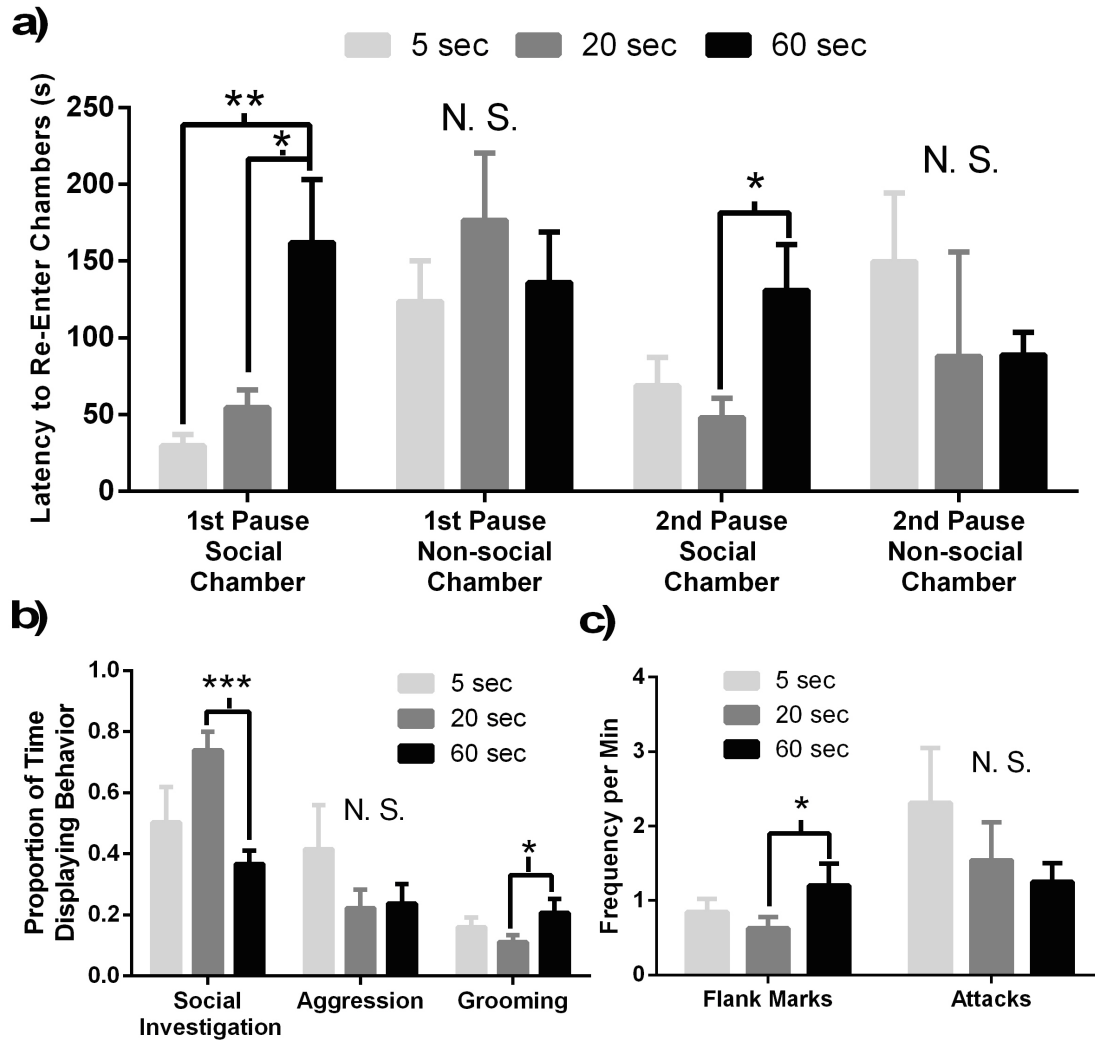 a)
5 sec 20 sec 60 sec
Latency to Re-Enter Chambers (s)
250
200
150
100
50
0
**
*
N. S.
*
N. S.
1st Pause
Social
Chamber
1st Pause
Non-social
Chamber
2nd Pause
Social
Chamber
2nd Pause
Non-social
Chamber
b)
Proportion of Time
Displaying Behavior
1.0
0.8
0.6
0.4
0.2
0.0
5 sec
20 sec
60 sec
***
N. S.
*
Social
Investigation
Aggression
Grooming
c)
Frequency per Min
4
3
2
1
0
5 sec
20 sec
60 sec
*
N. S.
Flank Marks
Attacks